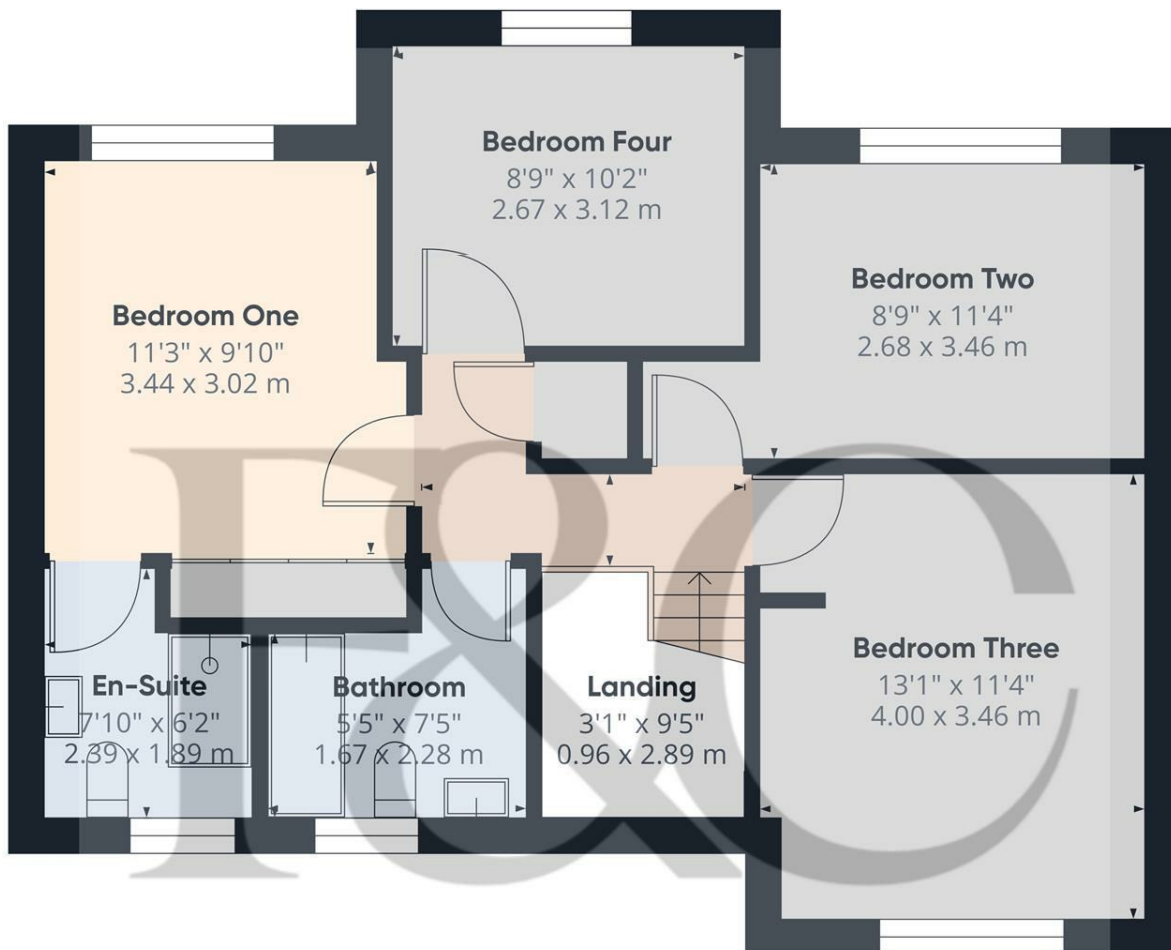 Bedroom Four
8'9" x 10'2"
2.67 x 3.12 m
Bedroom Two
8'9" x 11'4"
2.68 x 3.46 m
Bedroom One
11'3" x 9'10"
3.44 x 3.02 m
Bedroom Three
13'1" x 11'4"
4.00 x 3.46 m
En-Suite
7'10" x 6'2"
2.39 x 1.89 m
Bathroom
5'5" x 7'5"
1.67 x 2.28 m
Landing
3'1" x 9'5"
0.96 x 2.89 m
F&C